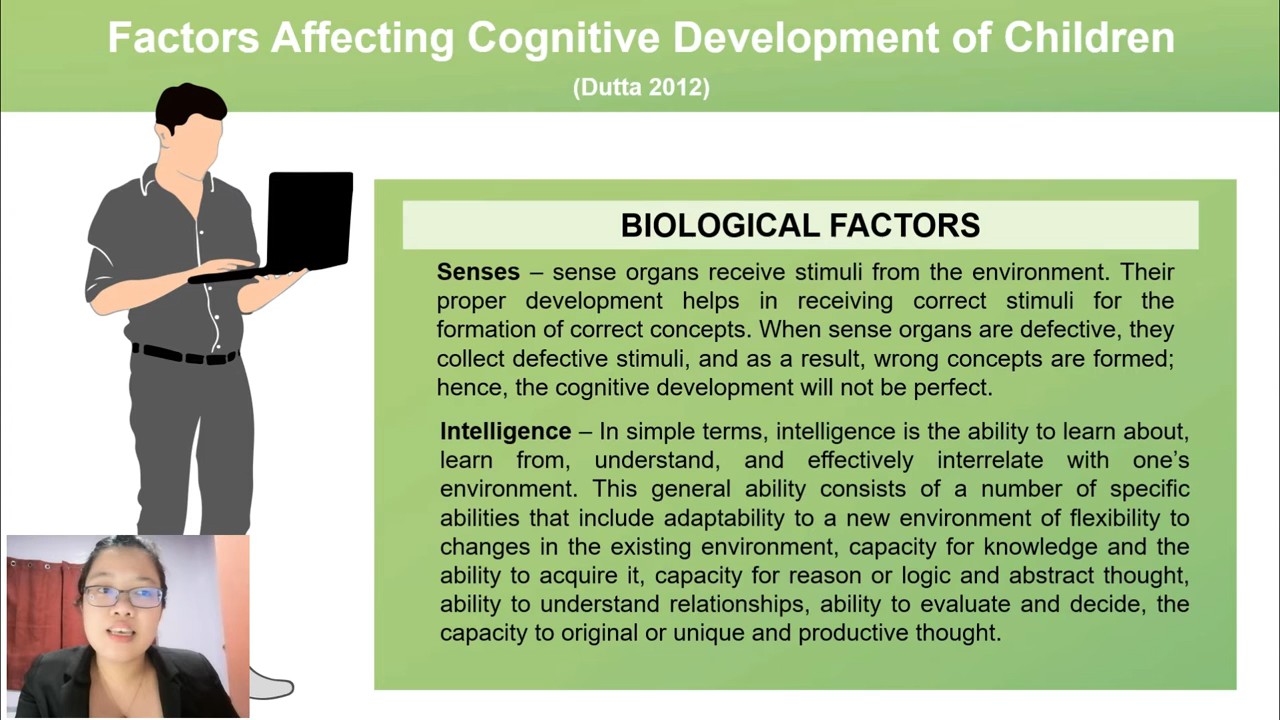 Factors Affecting Cognitive Development of Children
(Dutta 2012)
BIOLOGICAL FACTORS
Senses – sense organs receive stimuli from the environment. Their
proper development helps in receiving correct stimuli for the
formation of correct concepts. When sense organs are defective, they
collect defective stimuli, and as a result, wrong concepts are formed;
hence, the cognitive development will not be perfect.
Intelligence – In simple terms, intelligence is the ability to learn about,
learn from, understand, and effectively interrelate with one’s
environment. This general ability consists of a number of specific
abilities that include adaptability to a new environment of flexibility to
changes in the existing environment, capacity for knowledge and the
ability to acquire it, capacity for reason or logic and abstract thought,
ability to understand relationships, ability to evaluate and decide, the
capacity to original or unique and productive thought.